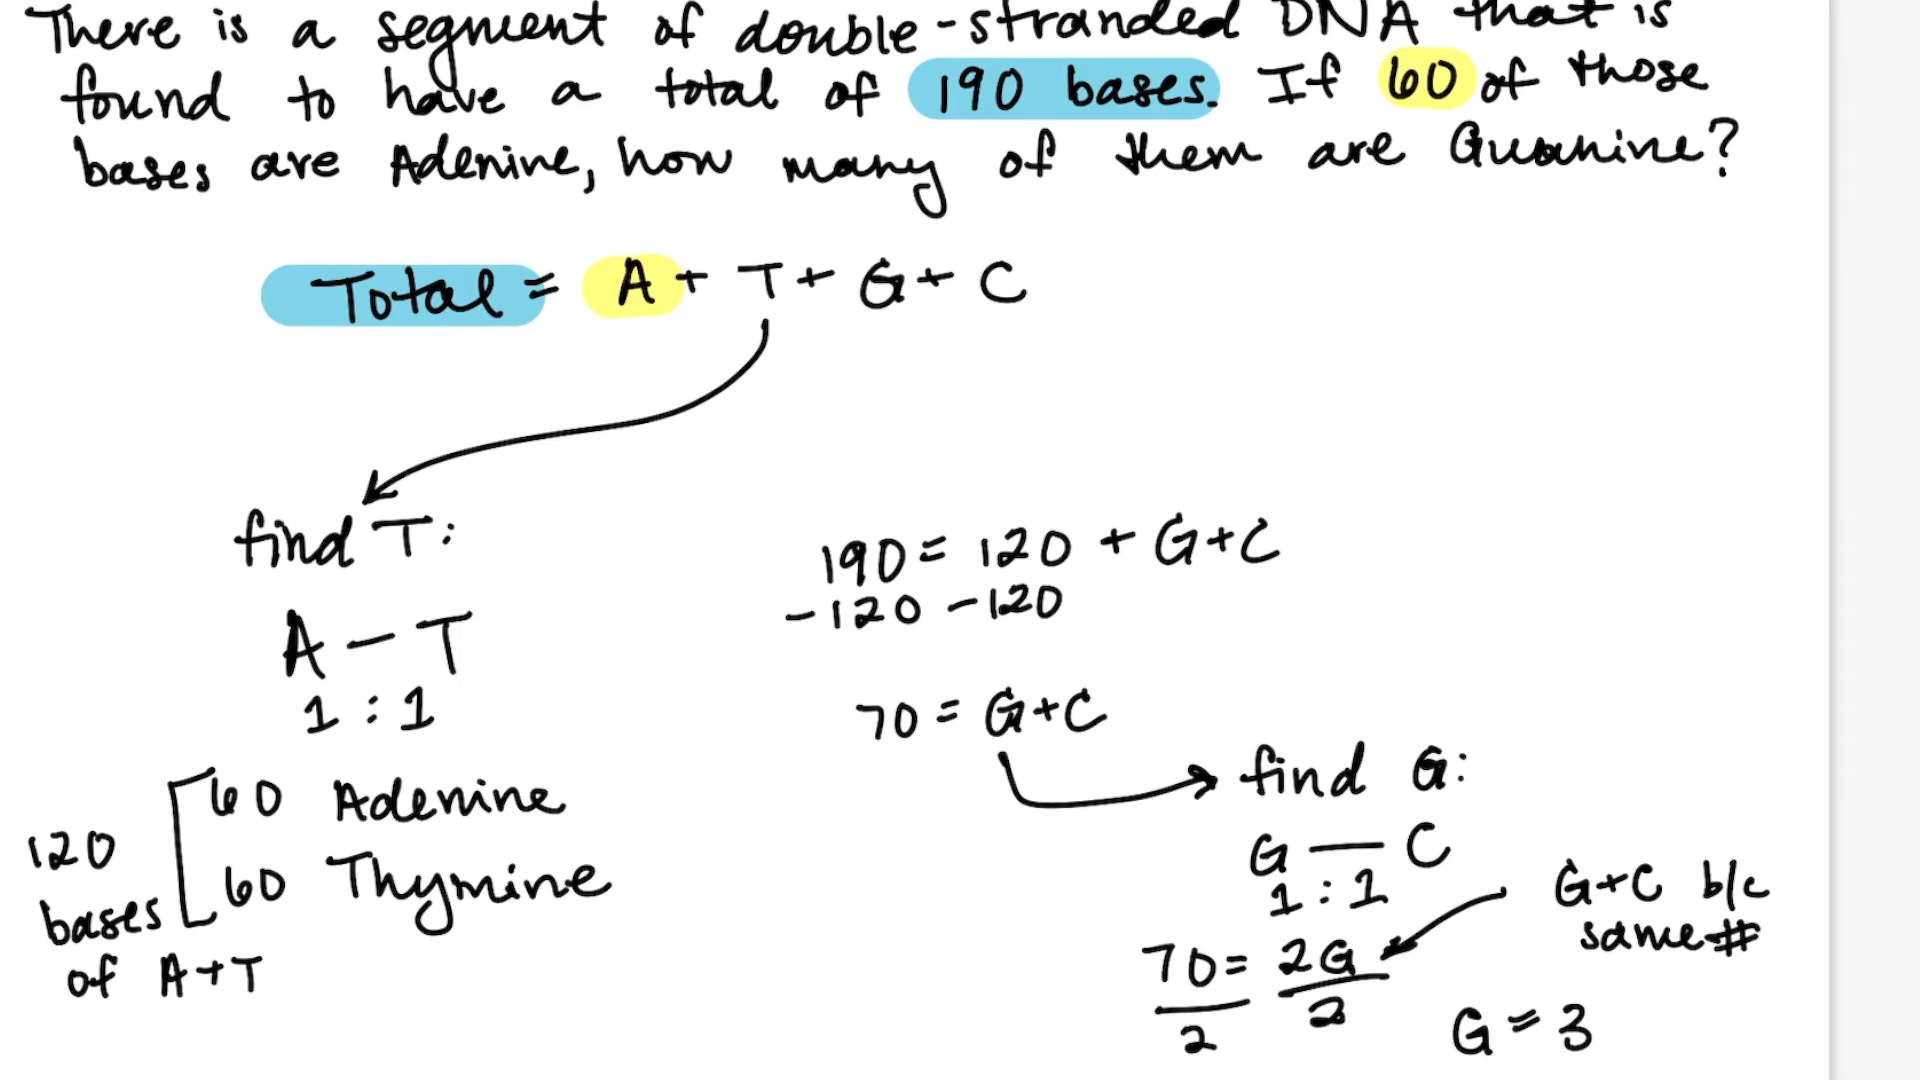 There is a segment of double-stranded DNA that is
found to have a total of 190 bases. If 60 of those
bases are Adenine, how many of them are Guanine?
Total = A + T + G + C
find T:
A — T
1 : 1
60 Adenine
60 Thymine
120
bases
of A+T
190 = 120 + G+C
-120 -120
70 = G+C
find G:
G — C
1 : 1
G+C b/c
same #
70 = 2G
2 2
G = 3